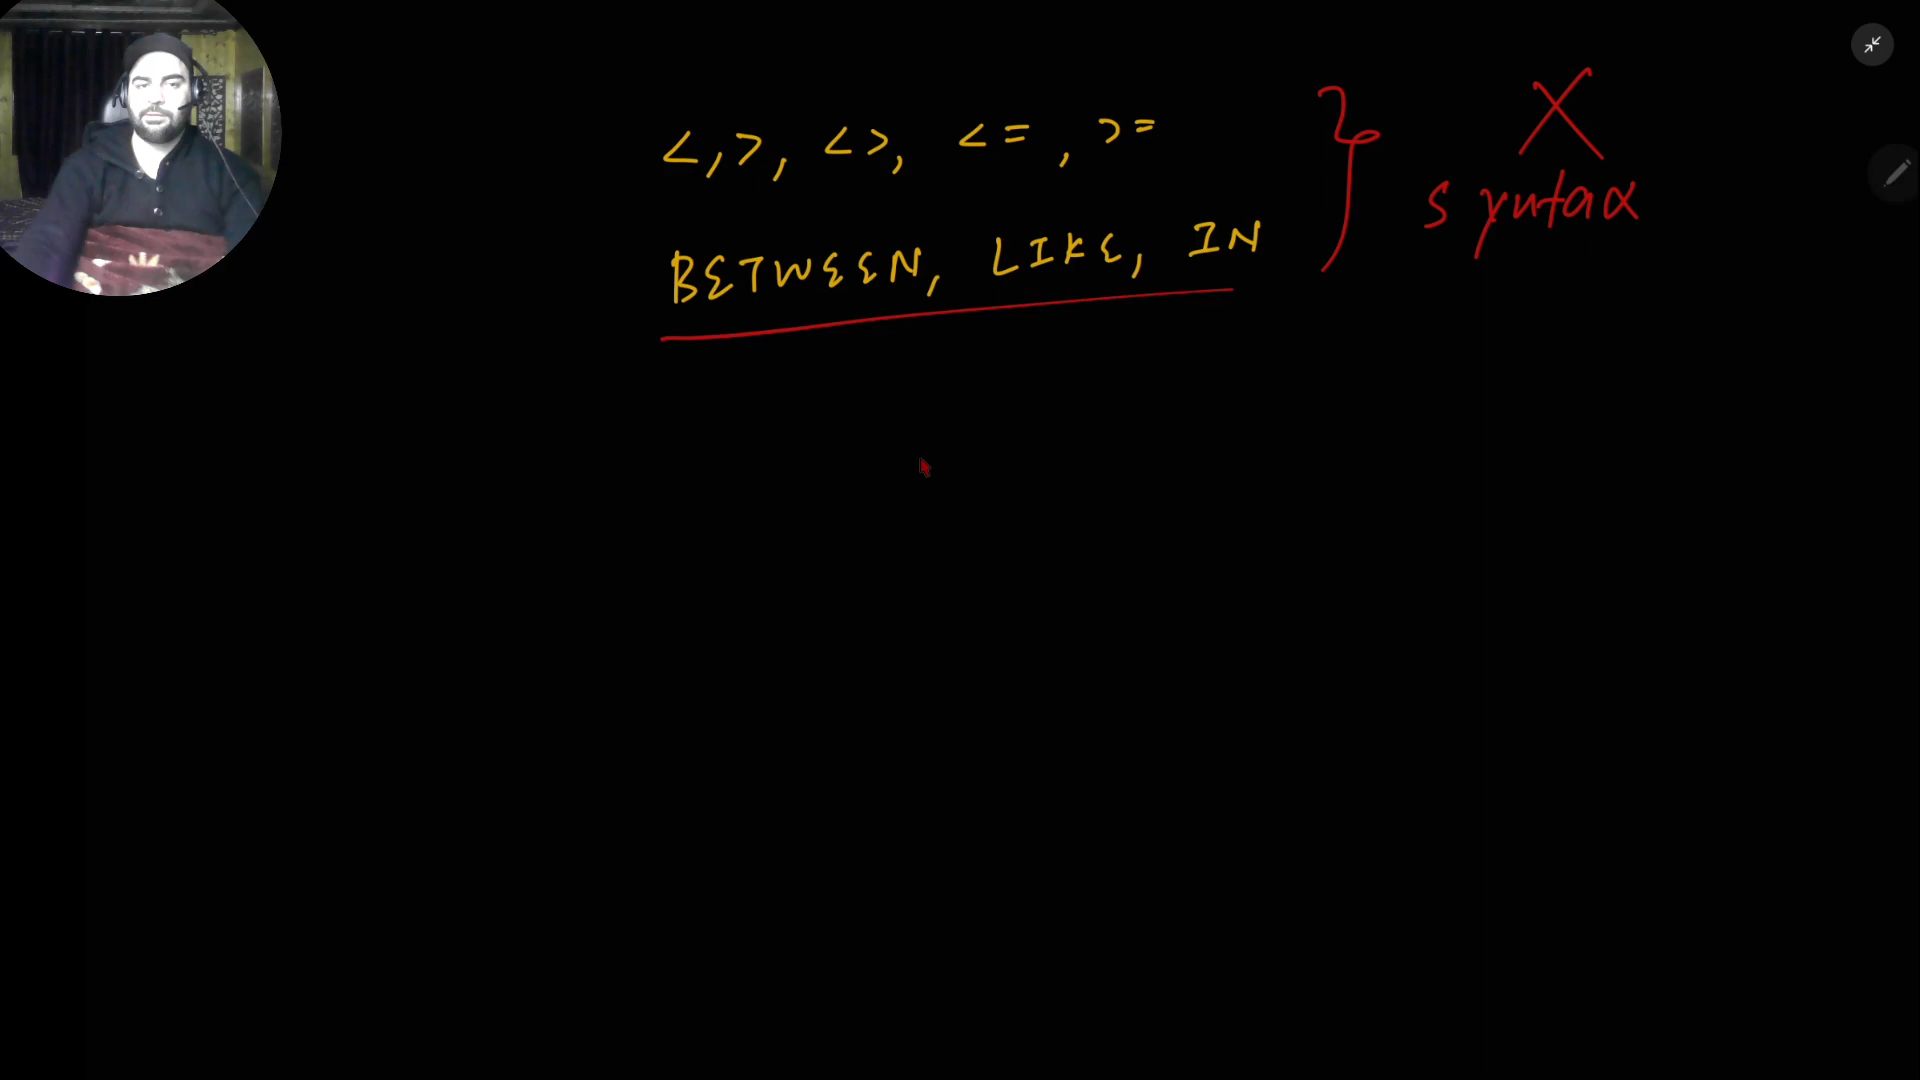 <, >, <>, <=, >=
BETWEEN, LIKE, IN
X
syntax